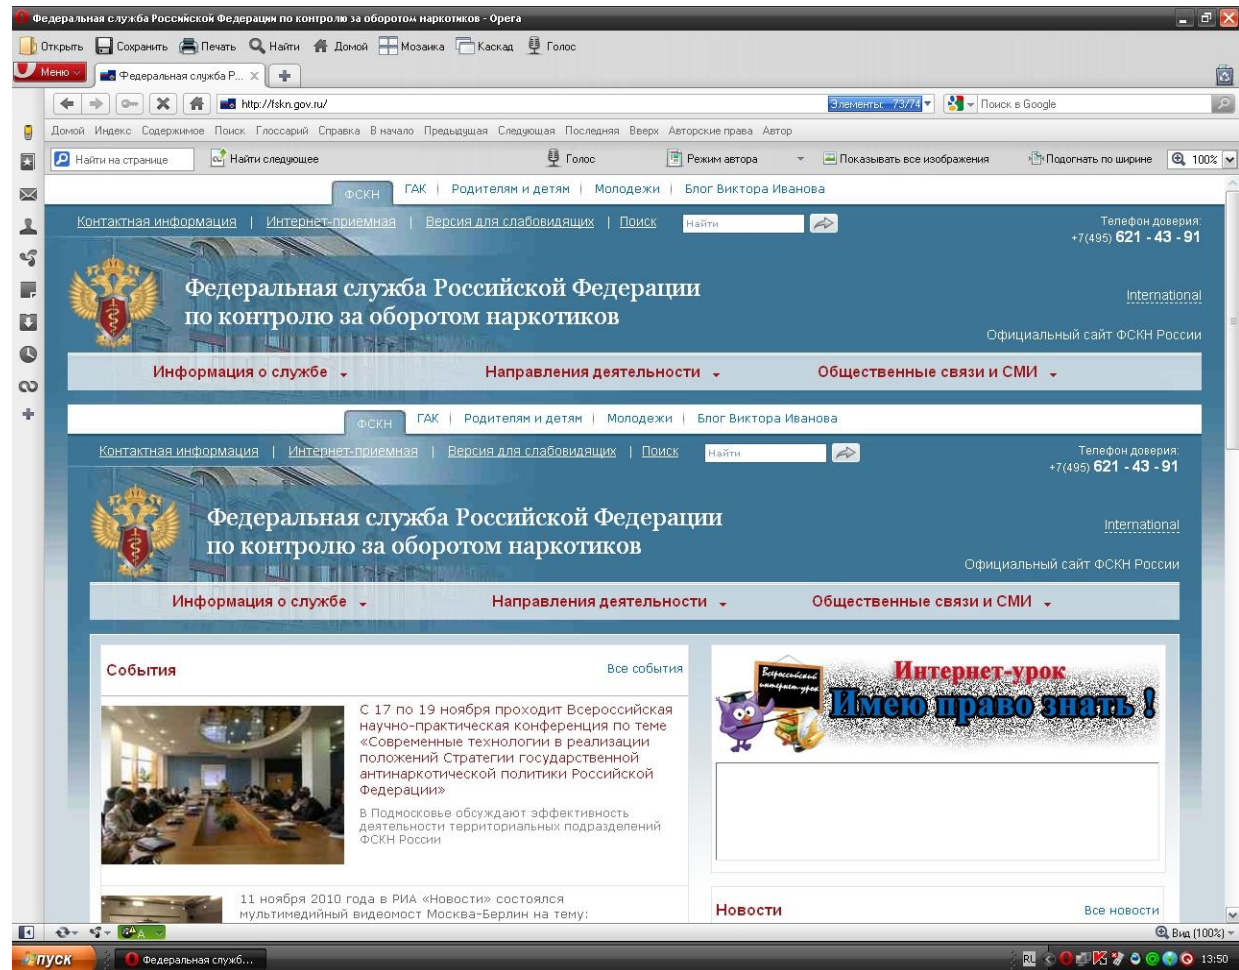 Федеральная служба Российской Федерации по контролю за оборотом наркотиков - Opera
Открыть Сохранить Печать Найти Домой Мозаика Каскад Голос
Меню Федеральная служба Р...
http://fskn.gov.ru/ Элементы: 73/74 Поиск в Google
Домой Индекс Содержимое Поиск Глоссарий Справка В начало Предыдущая Следующая Последняя Вверх Авторские права Автор
Найти на странице Найти следующее Голос Режим автора Показывать все изображения Подогнать по ширине 100%
ФСКН ГАК | Родителям и детям | Молодежи | Блог Виктора Иванова
Контактная информация | Интернет-приемная | Версия для слабовидящих | Поиск Найти Телефон доверия:
+7(495) 621 - 43 - 91
Федеральная служба Российской Федерации
по контролю за оборотом наркотиков
International
Официальный сайт ФСКН России
Информация о службе Направления деятельности Общественные связи и СМИ
ФСКН ГАК | Родителям и детям | Молодежи | Блог Виктора Иванова
Контактная информация | Интернет-приемная | Версия для слабовидящих | Поиск Найти Телефон доверия:
+7(495) 621 - 43 - 91
Федеральная служба Российской Федерации
по контролю за оборотом наркотиков
International
Официальный сайт ФСКН России
Информация о службе Направления деятельности Общественные связи и СМИ
События Все события
С 17 по 19 ноября проходит Всероссийская
научно-практическая конференция по теме
«Современные технологии в реализации
положений Стратегии государственной
антинаркотической политики Российской
Федерации»
В Подмосковье обсуждают эффективность
деятельности территориальных подразделений
ФСКН России
11 ноября 2010 года в РИА «Новости» состоялся
мультимедийный видеомост Москва-Берлин на тему:
Всероссийский
интернет-урок
Интернет-урок
Имею право знать !
Новости Все новости
Вид (100%)
пуск Федеральная служб... RL 13:50